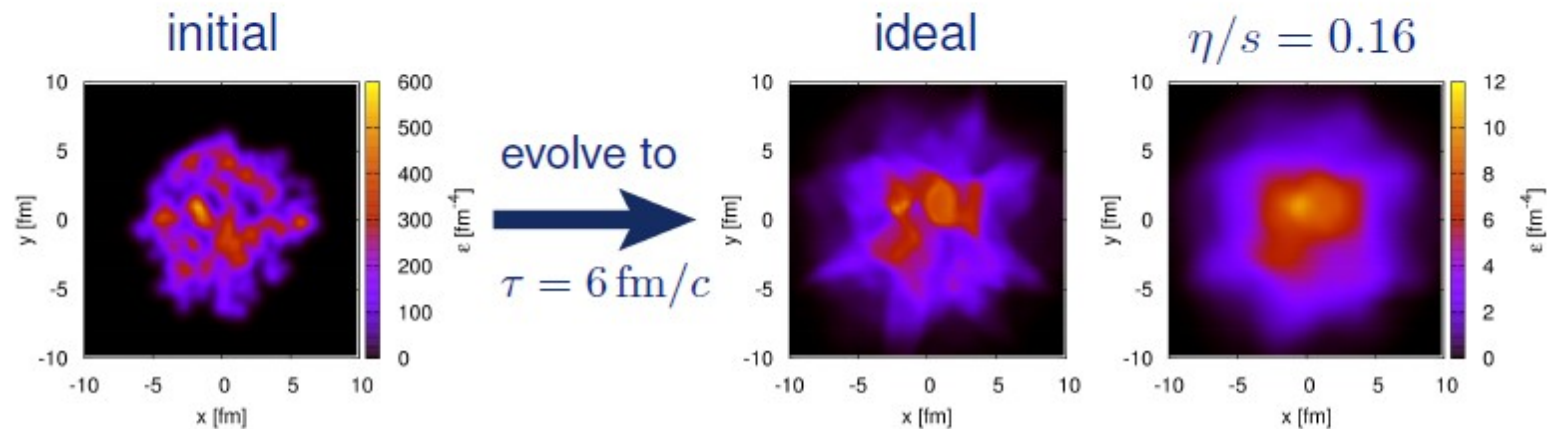 initial
ideal
η/s = 0.16
evolve to
τ = 6 fm/c
10
5
0
-5
-10
y [fm]
-10 -5 0 5 10
x [fm]
600
500
400
300
200
100
0
ε [fm⁻⁴]
10
5
0
-5
-10
y [fm]
-10 -5 0 5 10
x [fm]
10
5
0
-5
-10
y [fm]
-10 -5 0 5 10
x [fm]
12
10
8
6
4
2
0
ε [fm⁻⁴]